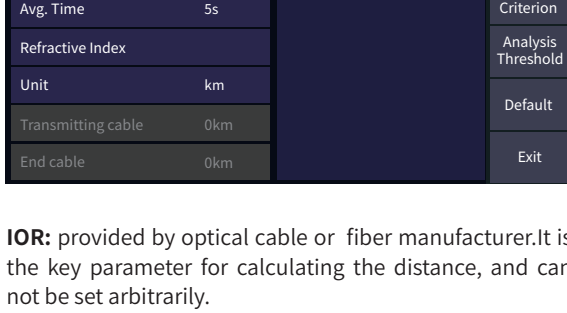 Avg. Time 5s
Refractive Index
Unit km
Transmitting cable 0km
End cable 0km
Criterion
Analysis
Threshold
Default
Exit
IOR: provided by optical cable or fiber manufacturer.It is
the key parameter for calculating the distance, and can
not be set arbitrarily.